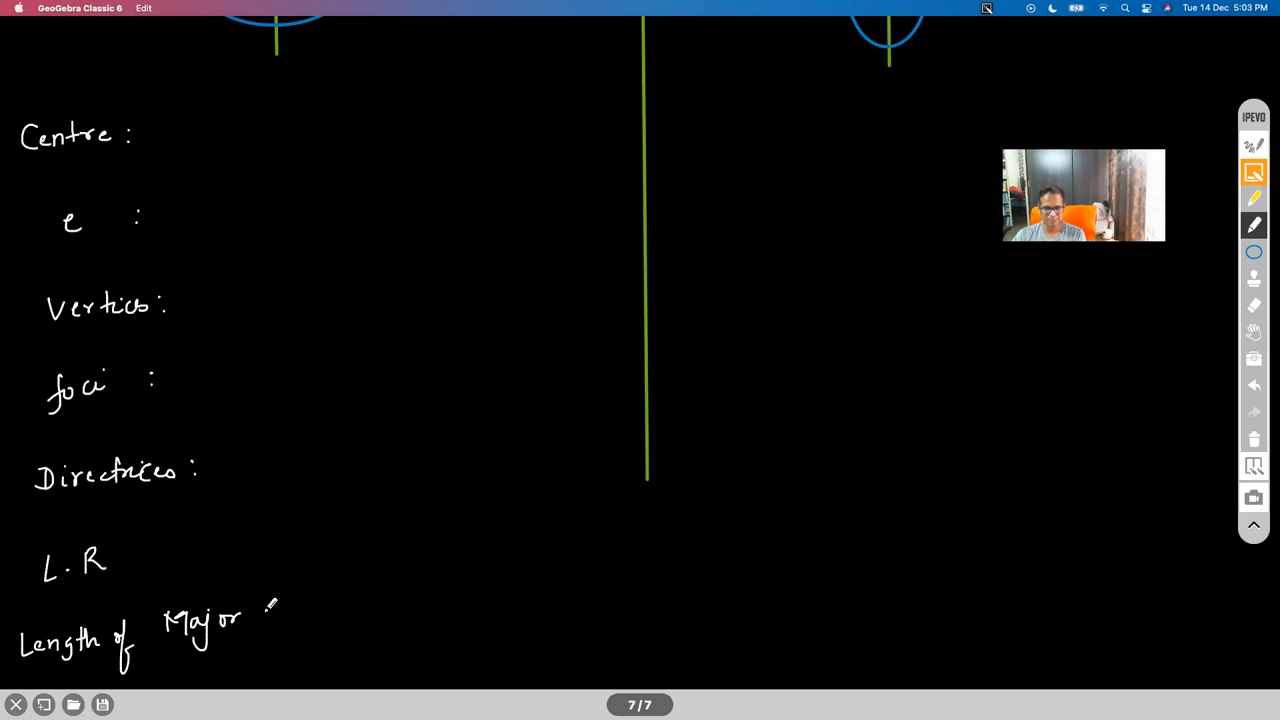 GeoGebra Classic 6 Edit Tue 14 Dec 5:03 PM
IPEVO
Centre :
e :
Vertices :
foci :
Directrices :
L.R
Length of Major
7/7